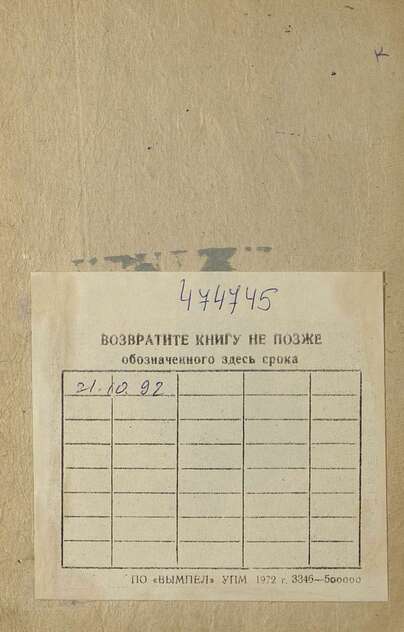 к
474745
ВОЗВРАТИТЕ КНИГУ НЕ ПОЗЖЕ
обозначенного здесь срока
21.10.92
ПО «ВЫМПЕЛ» УПМ 1972 г. 3346—500000